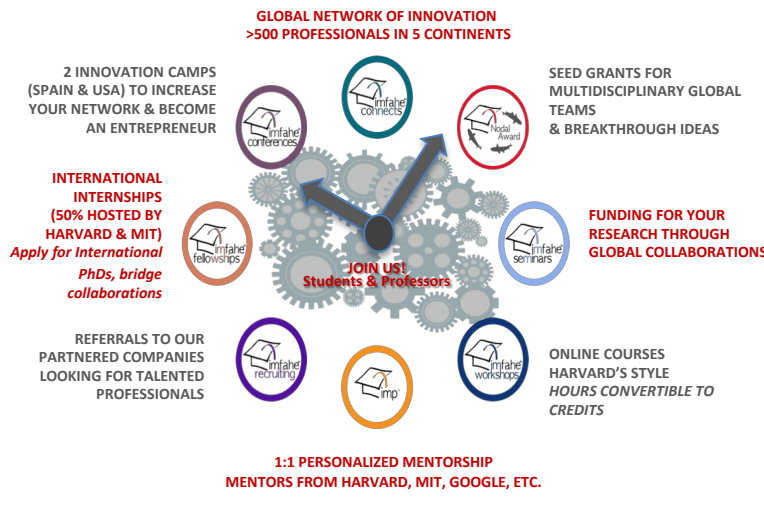 GLOBAL NETWORK OF INNOVATION
>500 PROFESSIONALS IN 5 CONTINENTS
imfahe®
connects
2 INNOVATION CAMPS
(SPAIN & USA) TO INCREASE
YOUR NETWORK & BECOME
AN ENTREPRENEUR
imfahe®
conferences
Nodal
Award
SEED GRANTS FOR
MULTIDISCIPLINARY GLOBAL
TEAMS
& BREAKTHROUGH IDEAS
INTERNATIONAL
INTERNSHIPS
(50% HOSTED BY
HARVARD & MIT)
Apply for International
PhDs, bridge
collaborations
imfahe®
fellowships
JOIN US!
Students & Professors
imfahe®
seminars
FUNDING FOR YOUR
RESEARCH THROUGH
GLOBAL COLLABORATIONS
REFERRALS TO OUR
PARTNERED COMPANIES
LOOKING FOR TALENTED
PROFESSIONALS
imfahe®
recruiting
imp
imfahe®
workshops
ONLINE COURSES
HARVARD’S STYLE
HOURS CONVERTIBLE TO
CREDITS
1:1 PERSONALIZED MENTORSHIP
MENTORS FROM HARVARD, MIT, GOOGLE, ETC.